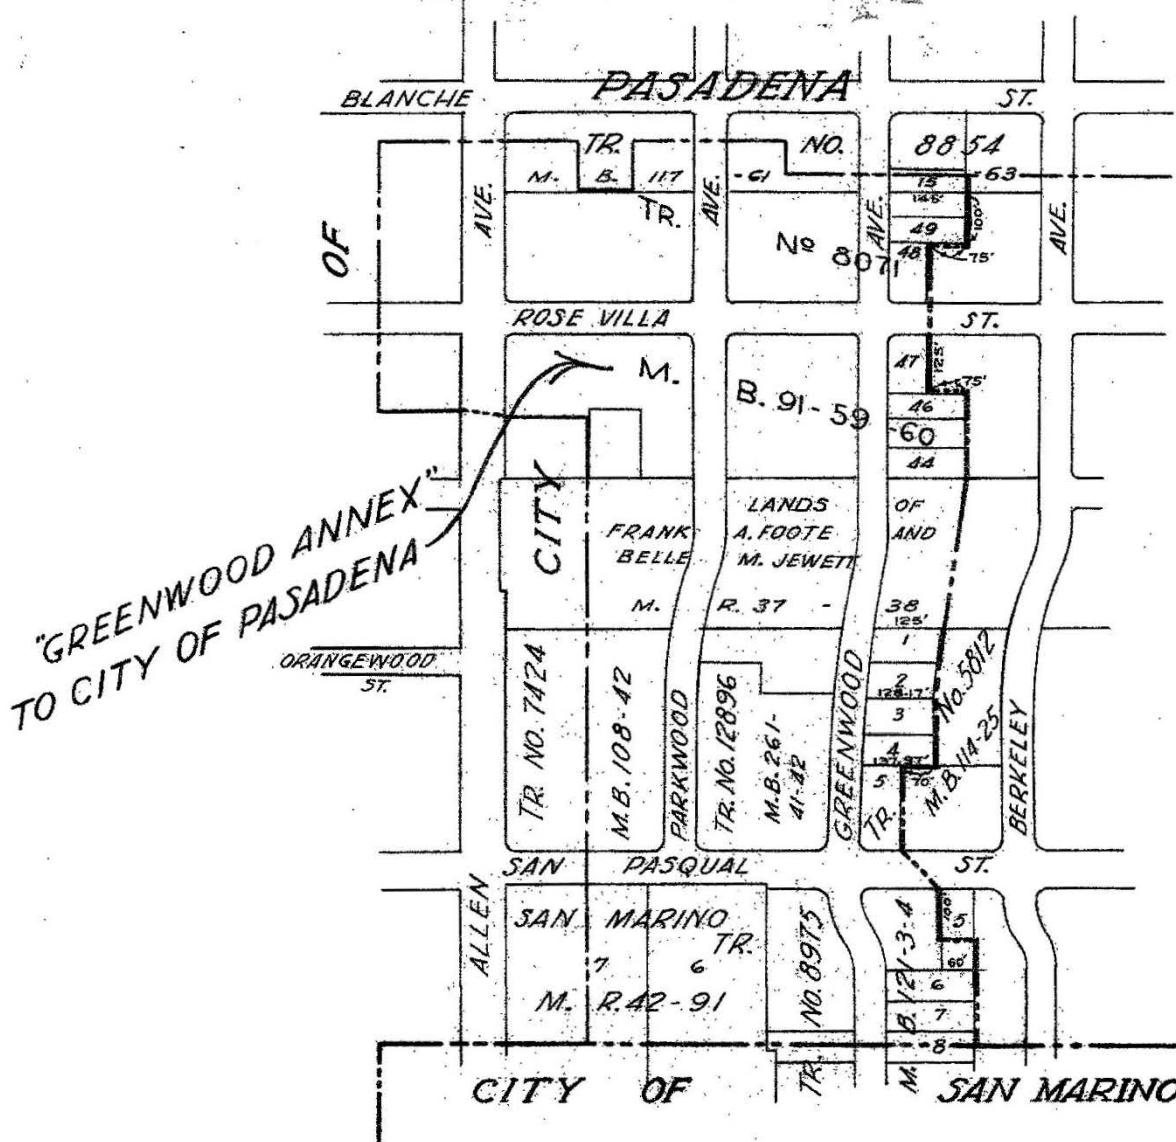 PASADENA
BLANCHE ST.
TR. NO. 8854
M. B. 117 -61 -63
15
145'
49
48
100'
75'
TR. No 8071
AVE. AVE. AVE. AVE.
OF
ROSE VILLA ST.
M. B. 91-59 -60
47
125'
75'
46
44
CITY
LANDS OF
FRANK A. FOOTE AND
BELLE M. JEWETT
M. R. 37 - 38
"GREENWOOD ANNEX"
TO CITY OF PASADENA
ORANGEWOOD
ST.
125'
1
2
3
4
5
70'
TR. NO. 7424
M.B. 108-42
PARKWOOD
TR. No. 12896
M.B. 261-
41-42
GREENWOOD
TR. No. 5812
M.B. 114-25
BERKELEY
SAN PASQUAL ST.
ALLEN
SAN MARINO
TR.
7 6
M. R. 42-91
TR. NO. 8975
M. B. 121-3-4
100'
5
60'
6
7
8
CITY OF SAN MARINO